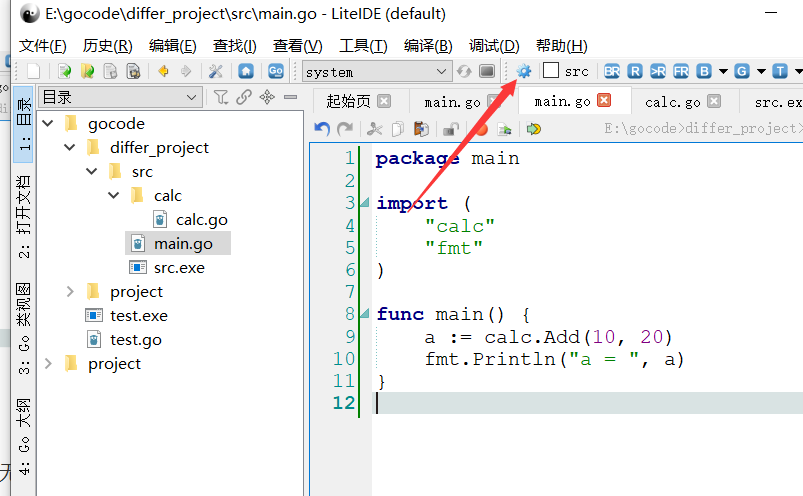 E:\gocode\differ_project\src\main.go - LiteIDE (default)
文件(F) 历史(R) 编辑(E) 查找(I) 查看(V) 工具(T) 编译(B) 调试(D) 帮助(H)
Go system src BR R >R FR B G T
1: 目录
2: 打开文档
3: Go 类视图
4: Go 大纲
目录
gocode
differ_project
src
calc
calc.go
main.go
src.exe
project
test.exe
test.go
project
起始页 main.go main.go calc.go src.ex
E:\gocode>differ_project>
1 package main
2
3 import (
4 "calc"
5 "fmt"
6 )
7
8 func main() {
9 a := calc.Add(10, 20)
10 fmt.Println("a = ", a)
11 }
12